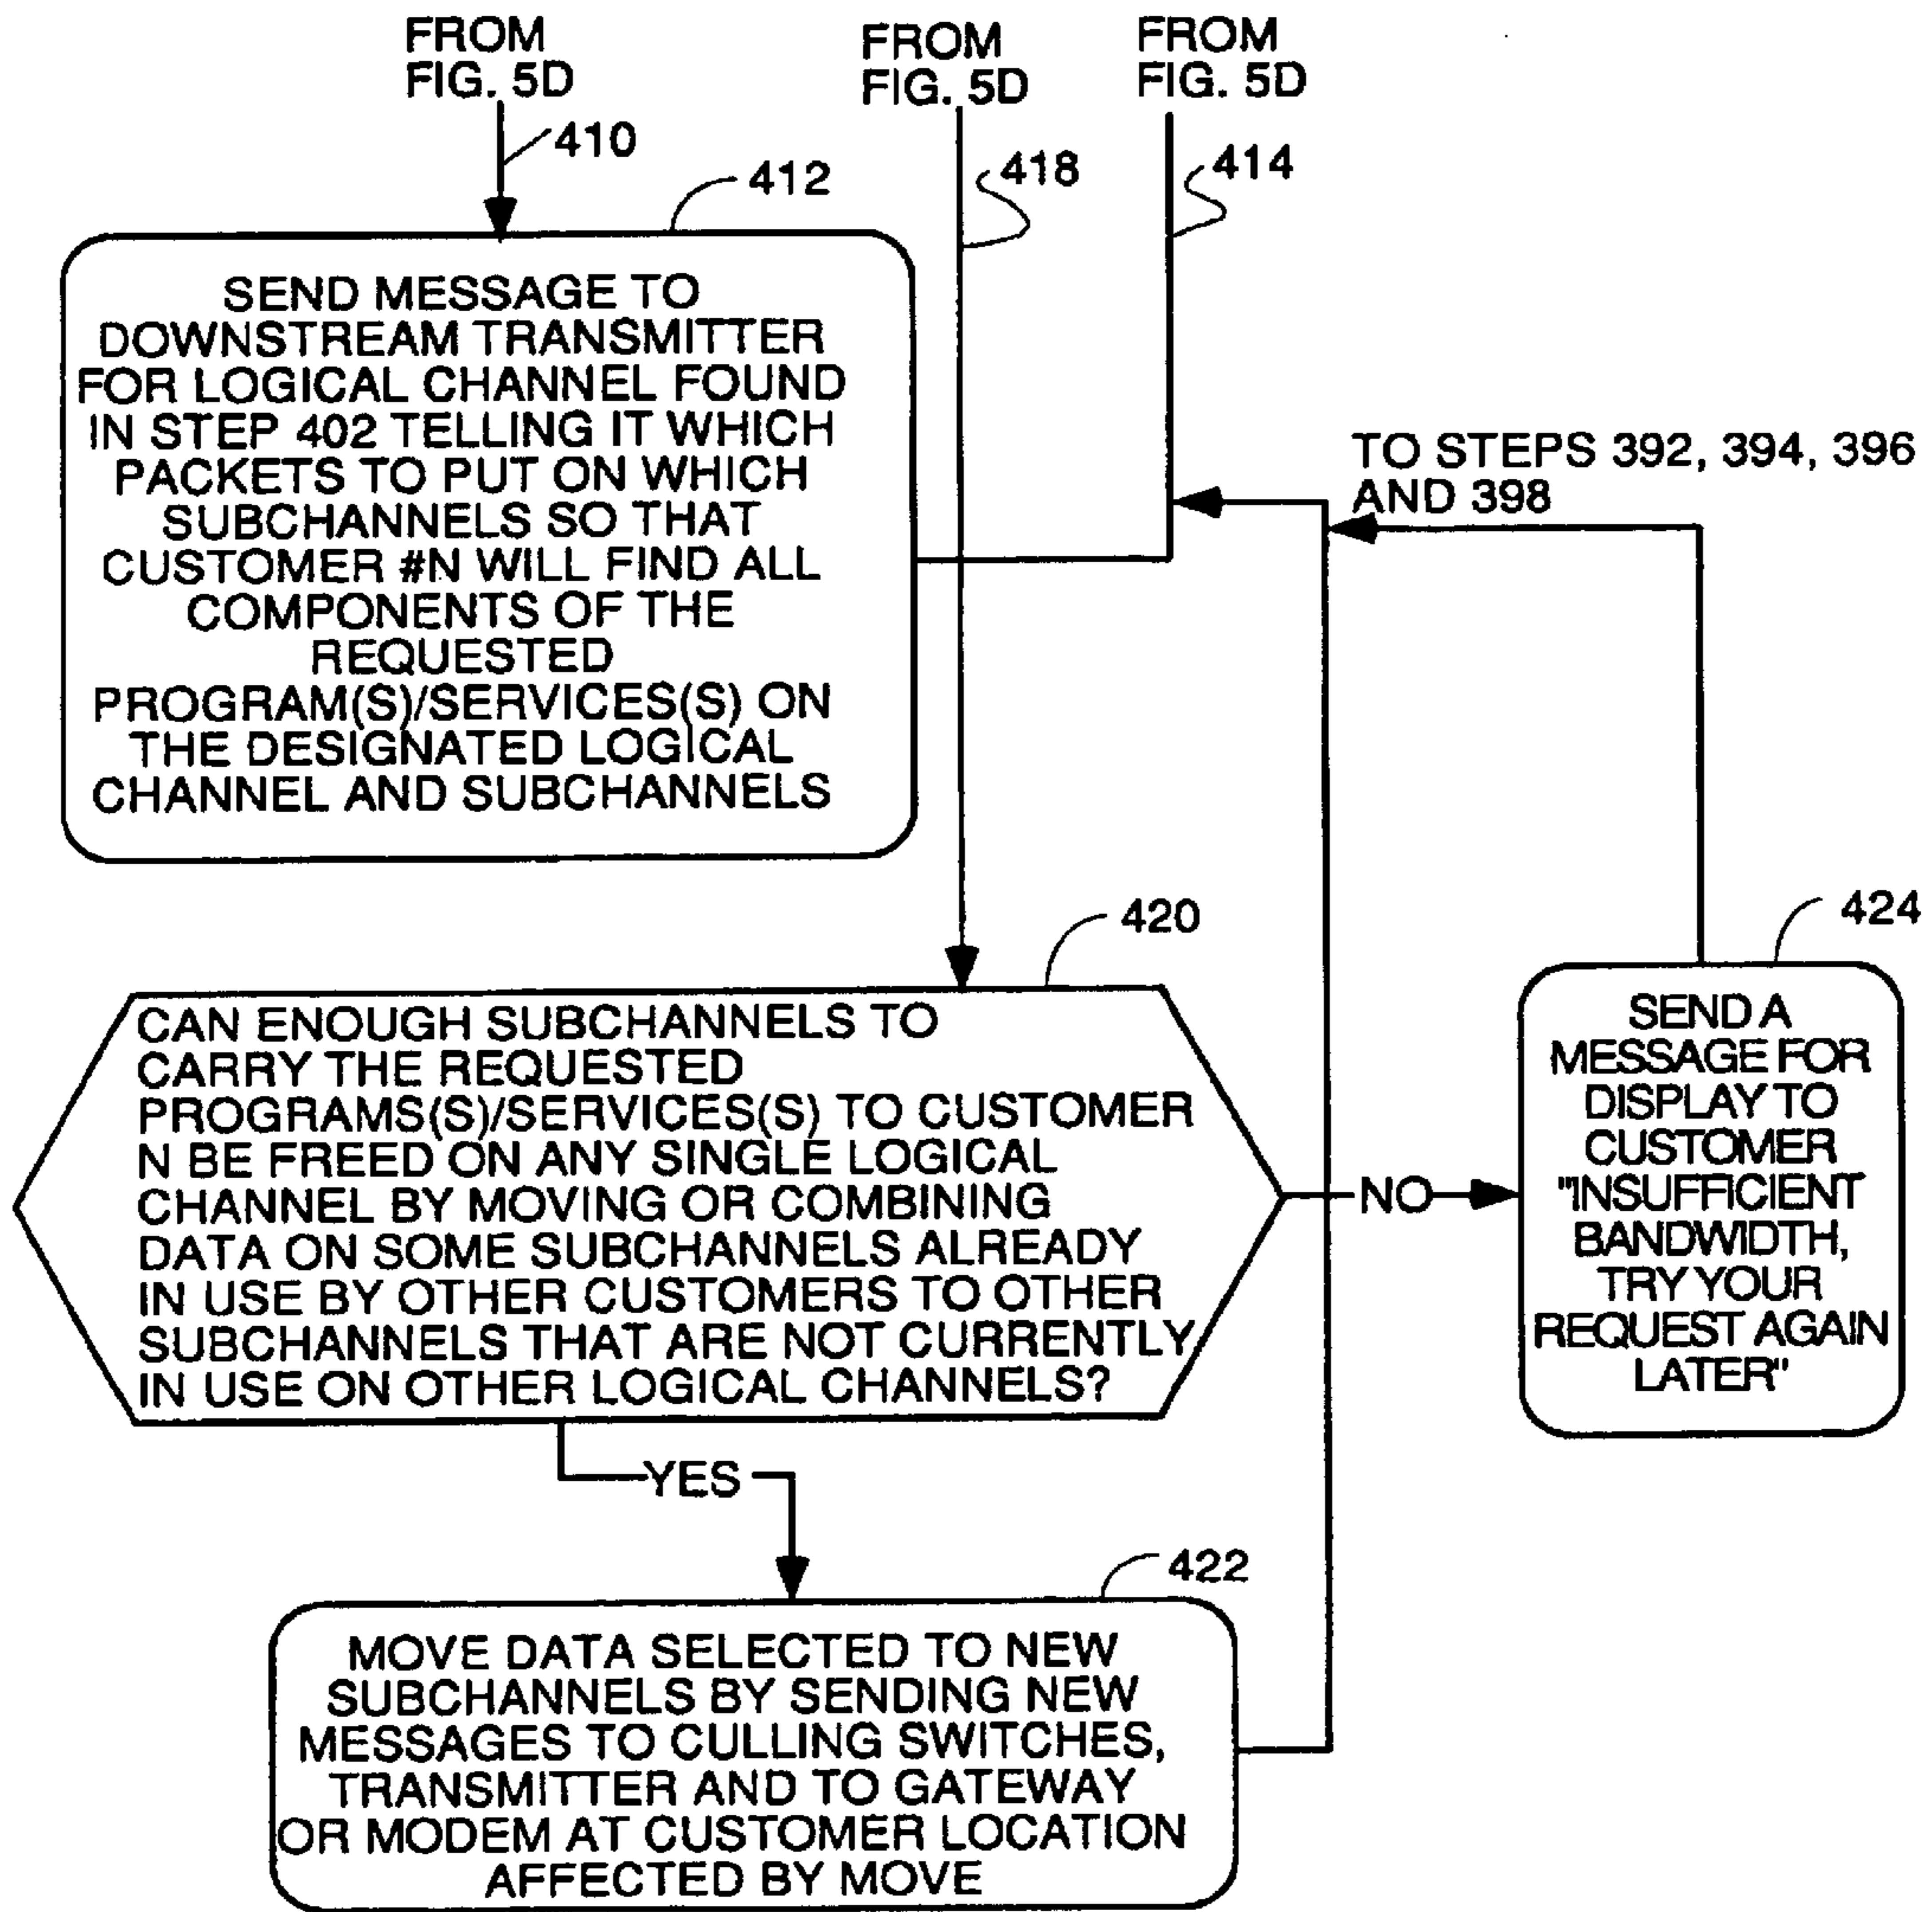 FROM
FIG. 5D
FROM
FIG. 5D
FROM
FIG. 5D
410
412
418
414
SEND MESSAGE TO
DOWNSTREAM TRANSMITTER
FOR LOGICAL CHANNEL FOUND
IN STEP 402 TELLING IT WHICH
PACKETS TO PUT ON WHICH
SUBCHANNELS SO THAT
CUSTOMER #N WILL FIND ALL
COMPONENTS OF THE
REQUESTED
PROGRAM(S)/SERVICES(S) ON
THE DESIGNATED LOGICAL
CHANNEL AND SUBCHANNELS
TO STEPS 392, 394, 396
AND 398
420
424
CAN ENOUGH SUBCHANNELS TO
CARRY THE REQUESTED
PROGRAMS(S)/SERVICES(S) TO CUSTOMER
N BE FREED ON ANY SINGLE LOGICAL
CHANNEL BY MOVING OR COMBINING
DATA ON SOME SUBCHANNELS ALREADY
IN USE BY OTHER CUSTOMERS TO OTHER
SUBCHANNELS THAT ARE NOT CURRENTLY
IN USE ON OTHER LOGICAL CHANNELS?
NO
SEND A
MESSAGE FOR
DISPLAY TO
CUSTOMER
"INSUFFICIENT
BANDWIDTH,
TRY YOUR
REQUEST AGAIN
LATER"
YES
422
MOVE DATA SELECTED TO NEW
SUBCHANNELS BY SENDING NEW
MESSAGES TO CULLING SWITCHES,
TRANSMITTER AND TO GATEWAY
OR MODEM AT CUSTOMER LOCATION
AFFECTED BY MOVE